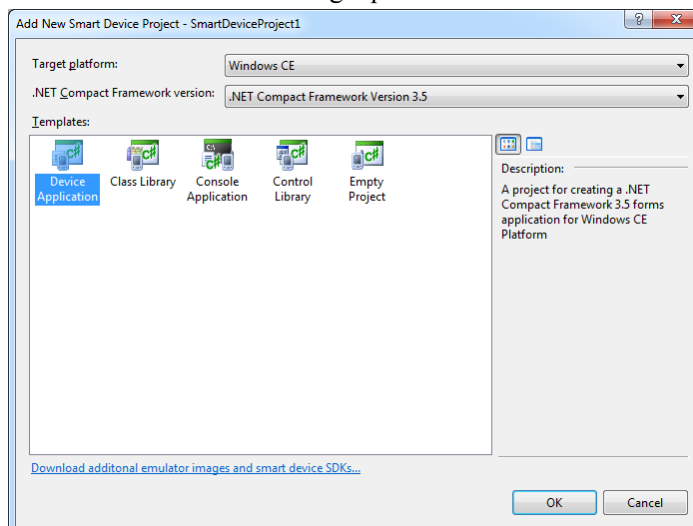 Add New Smart Device Project - SmartDeviceProject1
Target platform:
Windows CE
.NET Compact Framework version:
.NET Compact Framework Version 3.5
Templates:
Device Application
Class Library
Console Application
Control Library
Empty Project
Description:
A project for creating a .NET
Compact Framework 3.5 forms
application for Windows CE
Platform
Download additonal emulator images and smart device SDKs...
OK
Cancel